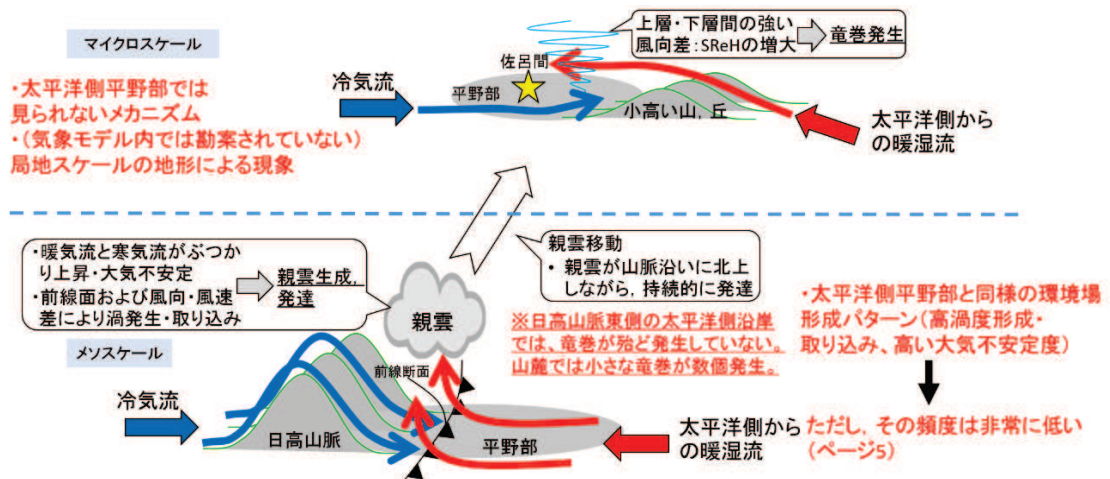 マイクロスケール
・太平洋側平野部では
見られないメカニズム
・(気象モデル内では勘案されていない)
局地スケールの地形による現象
冷気流
佐呂間
平野部
小高い山，丘
上層・下層間の強い
風向差：SReHの増大
竜巻発生
太平洋側から
の暖湿流
・暖気流と寒気流がぶつか
り上昇・大気不安定
・前線面および風向・風速
差により渦発生・取り込み
親雲生成，
発達
親雲
親雲移動
• 親雲が山脈沿いに北上
しながら，持続的に発達
※日高山脈東側の太平洋側沿岸
では、竜巻が殆ど発生していない。
山麓では小さな竜巻が数個発生。
・太平洋側平野部と同様の環境場
形成パターン(高渦度形成・
取り込み、高い大気不安定度)
メソスケール
冷気流
日高山脈
前線断面
平野部
太平洋側から
の暖湿流
ただし，その頻度は非常に低い
(ページ5)